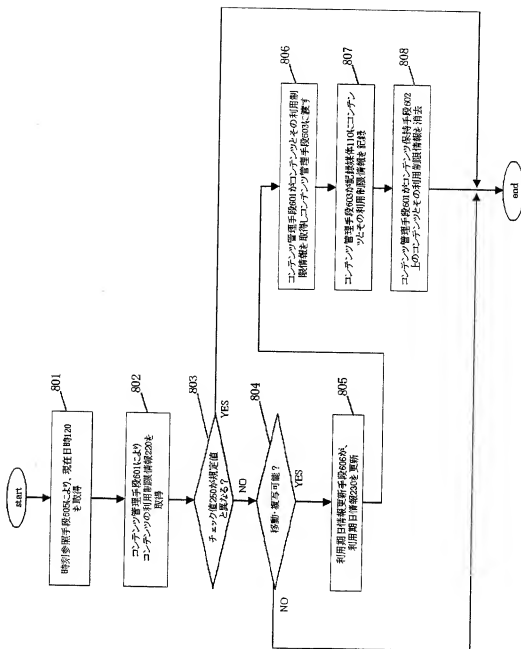 start
801
時刻参照手段605により、現在日時120
を取得
802
コンテンツ管理手段601により
コンテンツの利用制限情報220を
取得
803
チェック値250が規定値
と異なる?
YES
NO
804
移動・複写可能?
NO
YES
805
利用期日情報更新手段606が、
利用期日情報230を更新
806
コンテンツ管理手段601がコンテンツとその利用制
限情報を取得しコンテンツ管理手段603に渡す
807
コンテンツ管理手段603が記録媒体110にコンテン
ツとその利用制限情報を記録
808
コンテンツ管理手段601がコンテンツ保持手段602
上のコンテンツとその利用制限情報を消去
end